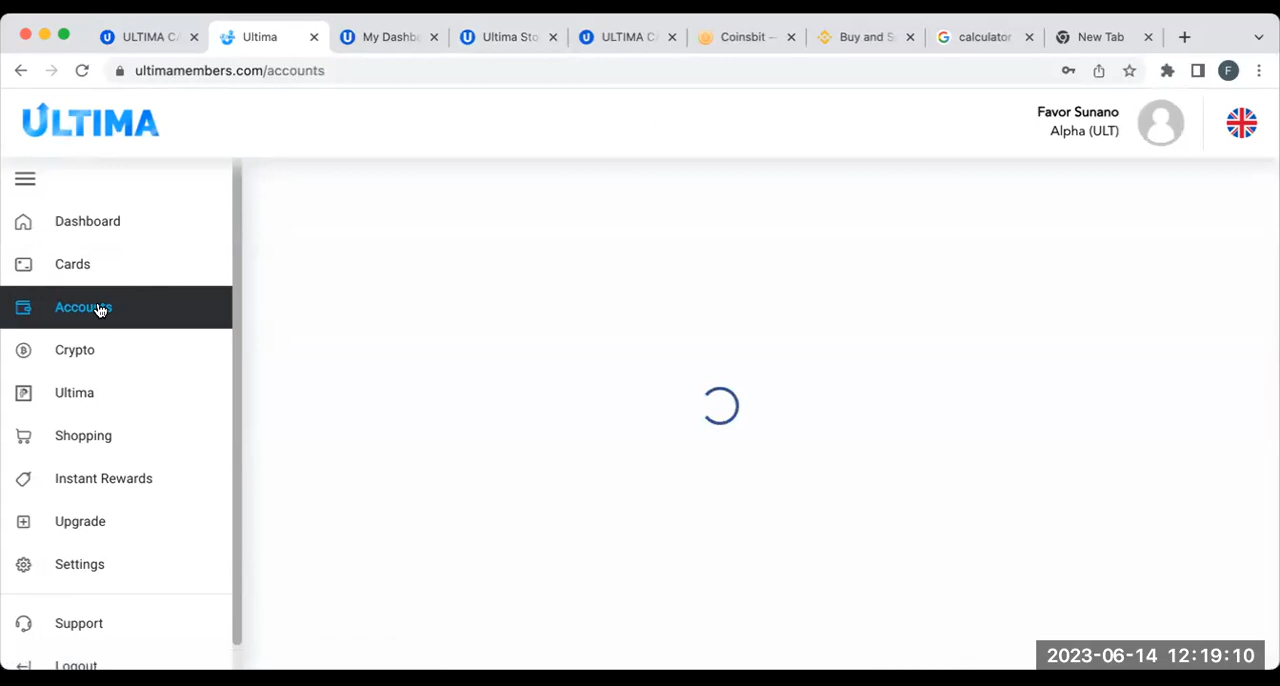 ULTIMA CA
Ultima
My Dashb
Ultima Sto
ULTIMA CA
Coinsbit –
Buy and S
calculator
New Tab
ultimamembers.com/accounts
F
ULTIMA
Favor Sunano
Alpha (ULT)
Dashboard
Cards
Accounts
Crypto
Ultima
Shopping
Instant Rewards
Upgrade
Settings
Support
Logout
2023-06-14 12:19:10